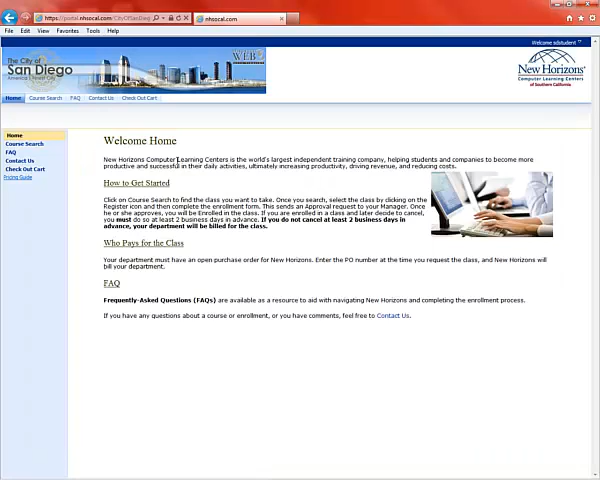 https://portal.nhsocal.com/CityOfSanDieg
nhsocal.com
File Edit View Favorites Tools Help
Welcome sdstudent
The City of
San Diego
America's Finest City
WEB
New Horizons®
Computer Learning Centers
of Southern California
Home Course Search FAQ Contact Us Check Out Cart
Home
Course Search
FAQ
Contact Us
Check Out Cart
Pricing Guide
Welcome Home
New Horizons Computer Learning Centers is the world's largest independent training company, helping students and companies to become more
productive and successful in their daily activities, ultimately increasing productivity, driving revenue, and reducing costs.
How to Get Started
Click on Course Search to find the class you want to take. Once you search, select the class by clicking on the
Register icon and then complete the enrollment form. This sends an Approval request to your Manager. Once
he or she approves, you will be Enrolled in the class. If you are enrolled in a class and later decide to cancel,
you must do so at least 2 business days in advance. If you do not cancel at least 2 business days in
advance, your department will be billed for the class.
Who Pays for the Class
Your department must have an open purchase order for New Horizons. Enter the PO number at the time you request the class, and New Horizons will
bill your department.
FAQ
Frequently-Asked Questions (FAQs) are available as a resource to aid with navigating New Horizons and completing the enrollment process.
If you have any questions about a course or enrollment, or you have comments, feel free to Contact Us.